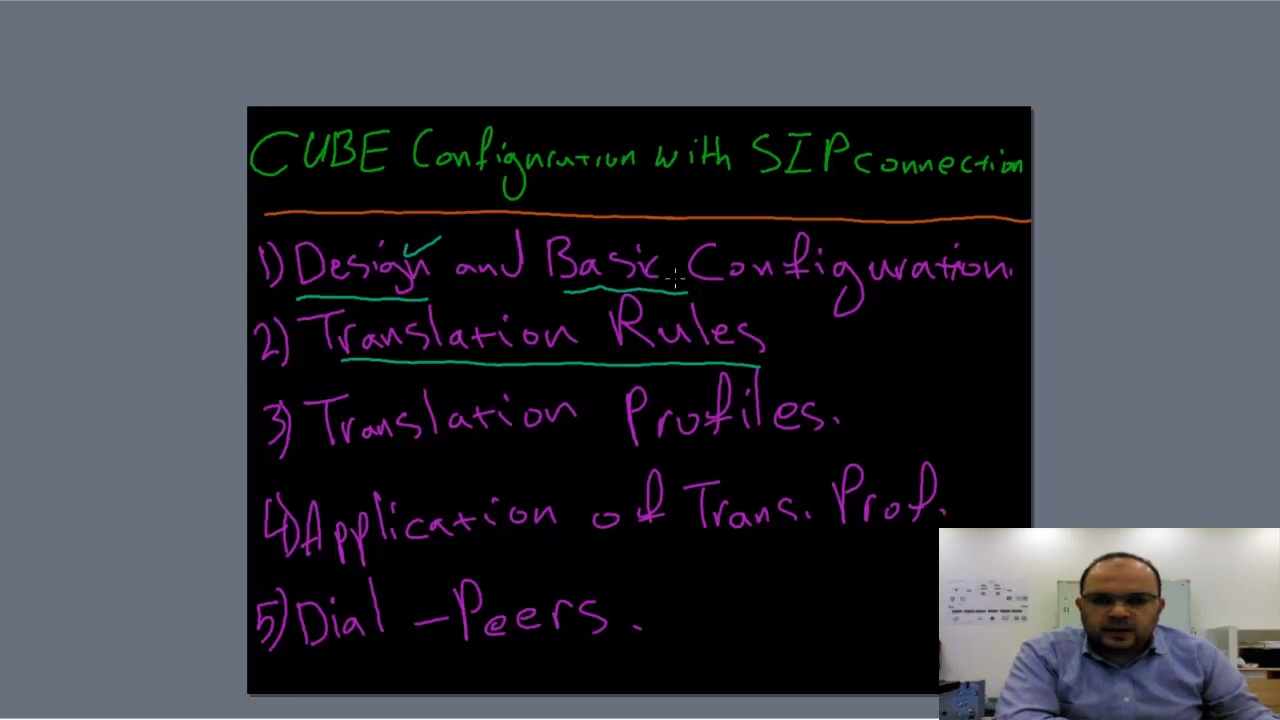 CUBE Configuration with SIP connection
1) Design and Basic Configuration.
2) Translation Rules
3) Translation Profiles.
4) Application of Trans. Prof.
5) Dial - Peers.